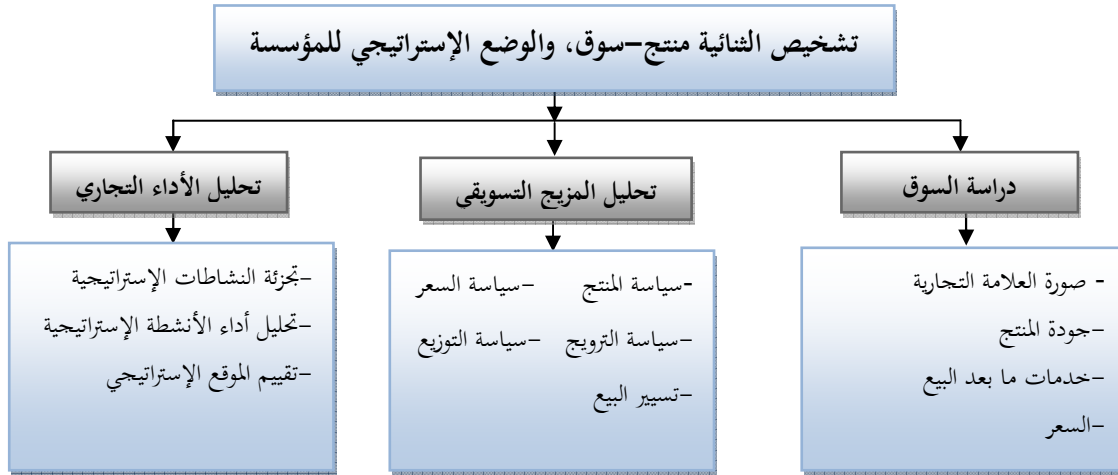 تشخيص الثنائية منتج–سوق، والوضع الإستراتيجي للمؤسسة
دراسة السوق
- صورة العلامة التجارية
–جودة المنتج
–خدمات ما بعد البيع
–السعر
تحليل المزيج التسويقي
-سياسة المنتج –سياسة السعر
–سياسة الترويج –سياسة التوزيع
–تسيير البيع
تحليل الأداء التجاري
–تجزئة النشاطات الإستراتيجية
–تحليل أداء الأنشطة الإستراتيجية
–تقييم الموقع الإستراتيجي